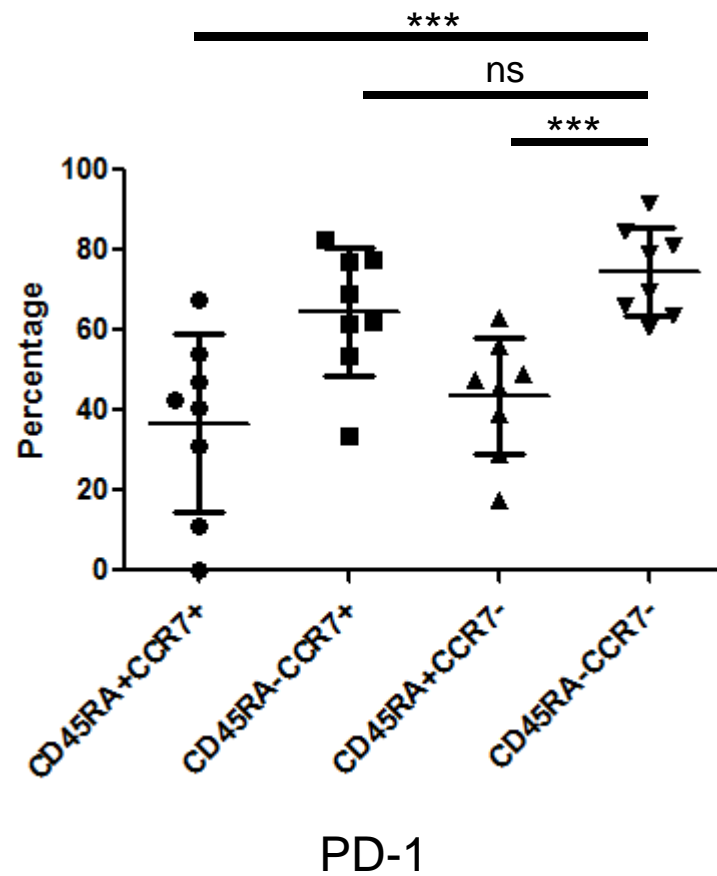 ***
ns
***
100
80
60
40
20
0
Percentage
CD45RA+CCR7+
CD45RA-CCR7+
CD45RA+CCR7-
CD45RA-CCR7-
PD-1